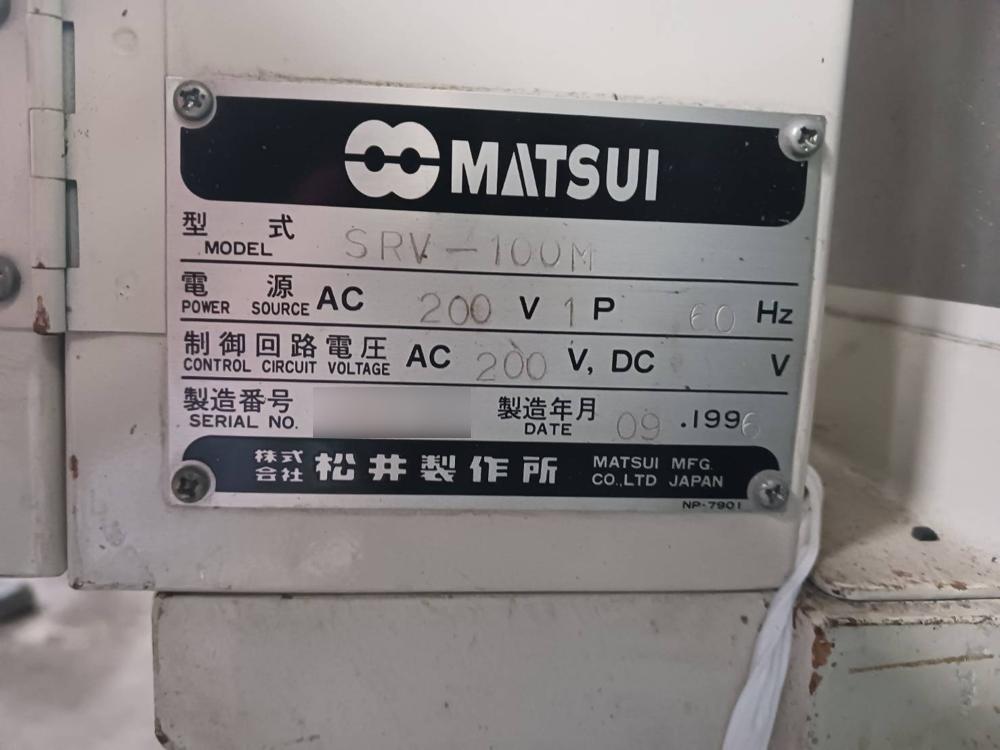 MATSUI
型式 SRV-100M
MODEL
電源 AC 200 V 1 P 60 Hz
POWER SOURCE
制御回路電圧 AC 200 V, DC V
CONTROL CIRCUIT VOLTAGE
製造番号 製造年月 09 .1996
SERIAL NO. DATE
株式会社 松井製作所 MATSUI MFG.
CO.,LTD JAPAN
NP-7901